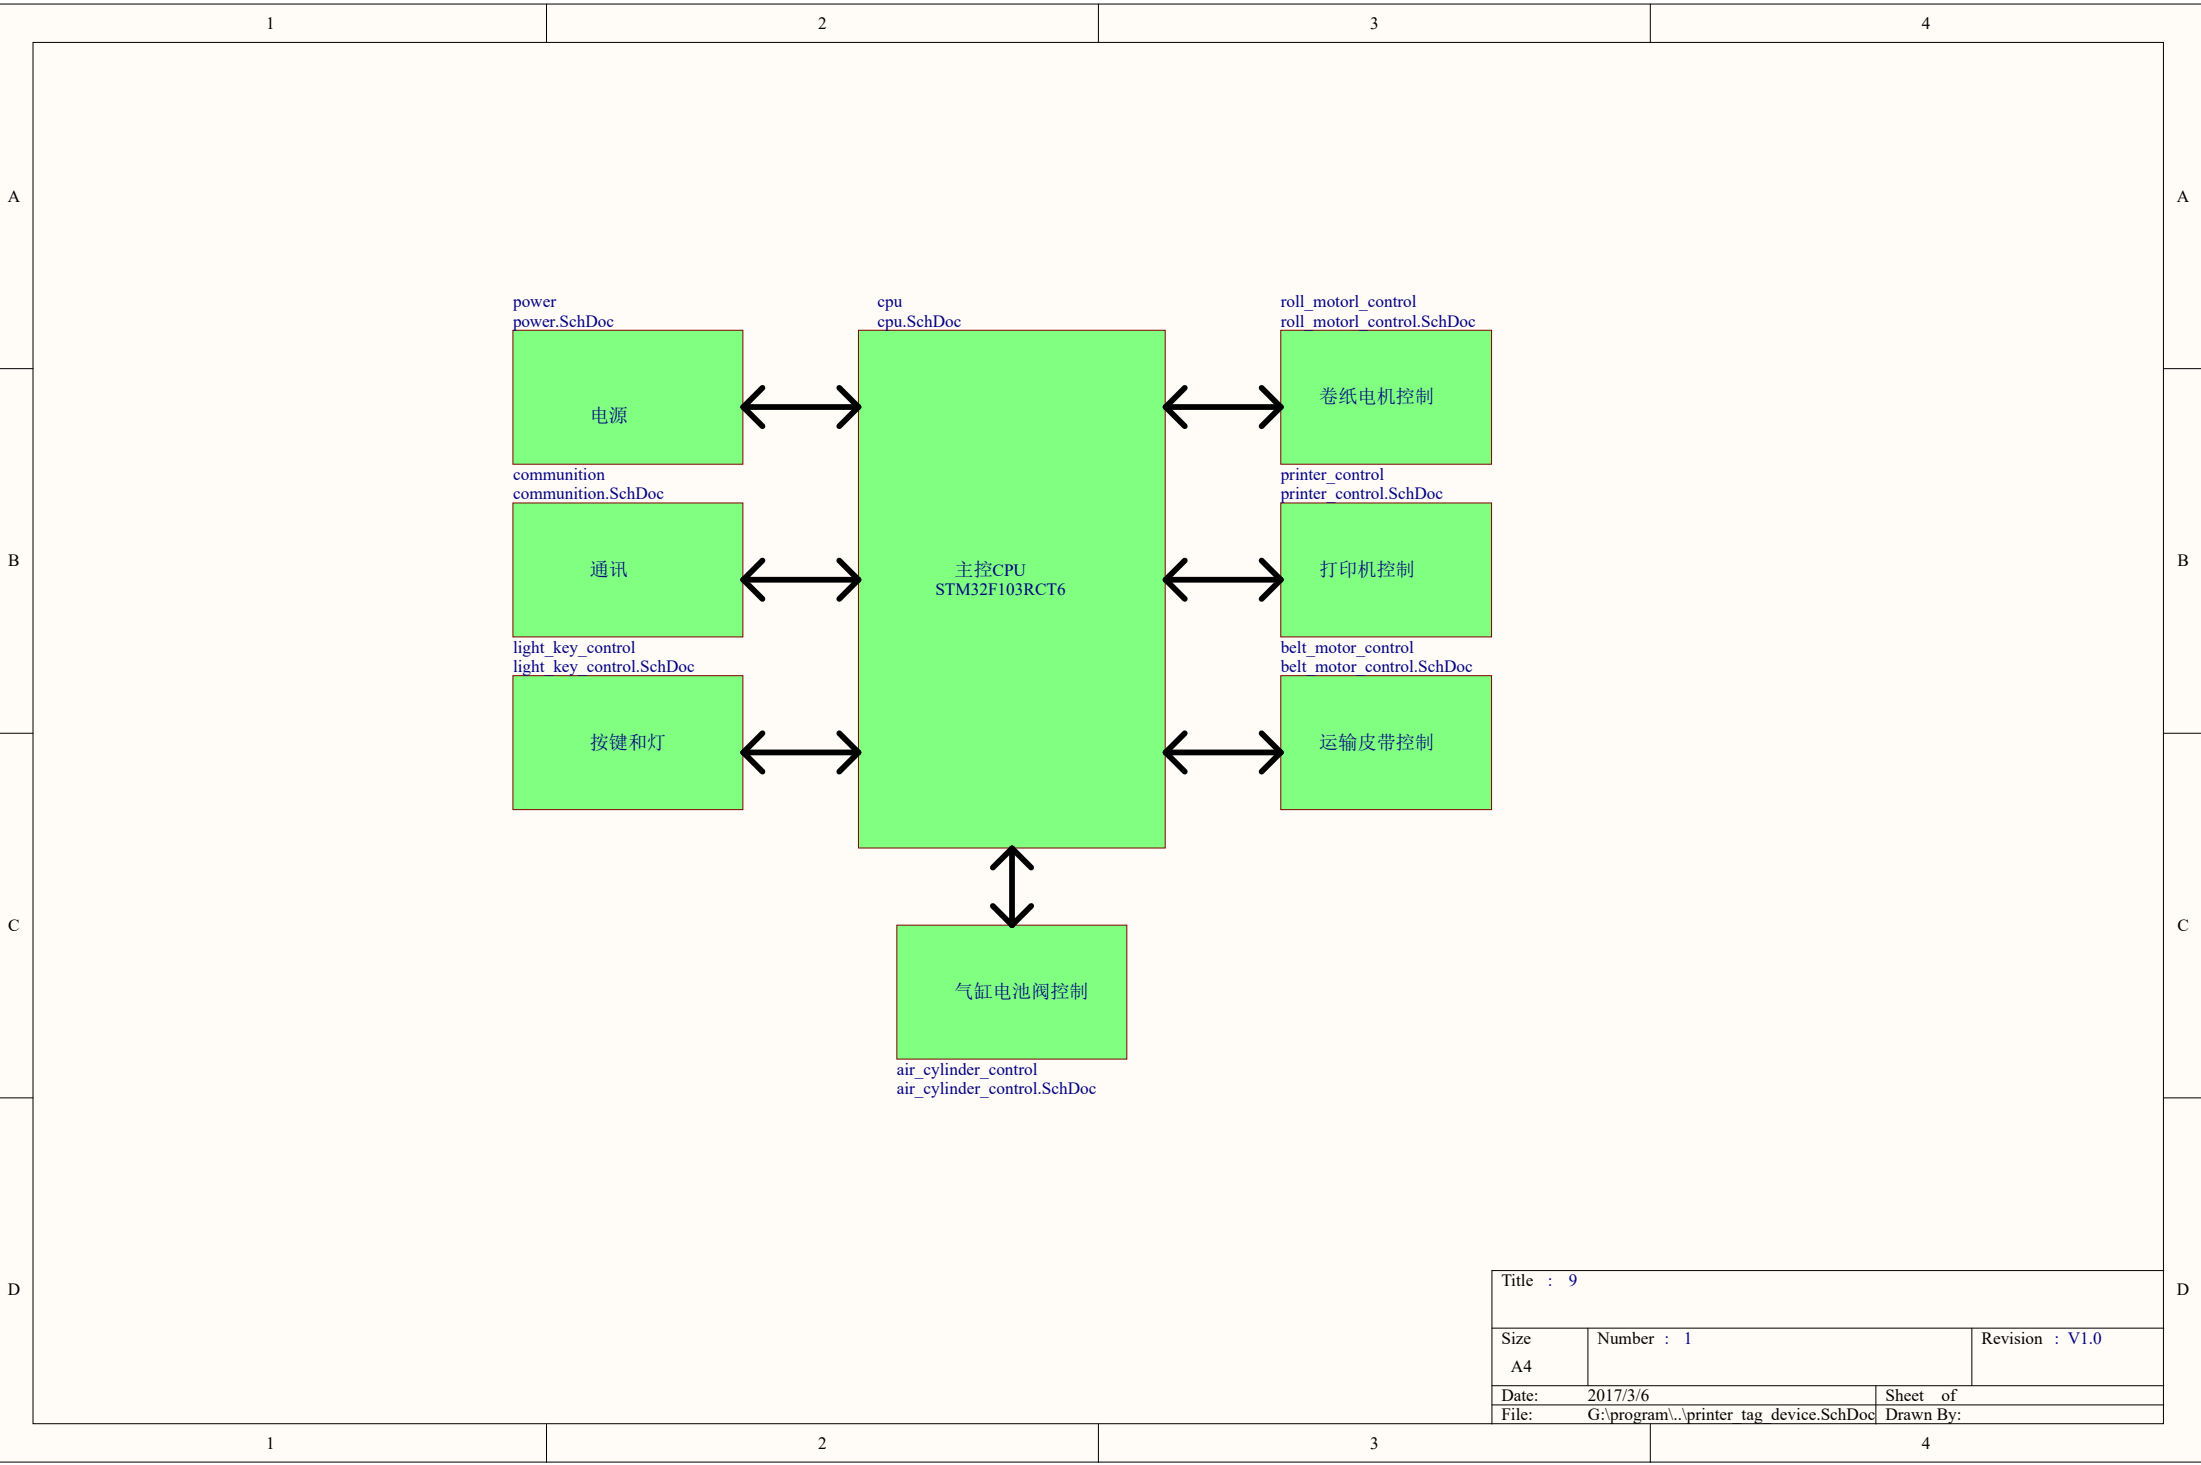 1 2 3 4
A A
power cpu roll_motorl_control
power.SchDoc cpu.SchDoc roll_motorl_control.SchDoc
卷纸电机控制
电源
communition printer_control
communition.SchDoc printer_control.SchDoc
B B
通讯 主控CPU 打印机控制
STM32F103RCT6
light_key_control belt_motor_control
light_key_control.SchDoc belt_motor_control.SchDoc
按键和灯 运输皮带控制
C C
气缸电池阀控制
air_cylinder_control
air_cylinder_control.SchDoc
D D
Title : 9
Size Number : 1 Revision : V1.0
A4
Date: 2017/3/6 Sheet of
File: G:\program\..\printer_tag_device.SchDoc Drawn By:
1 2 3 4